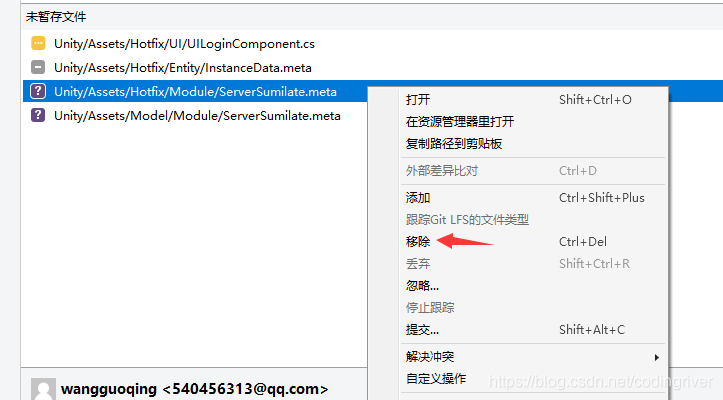 未暂存文件
Unity/Assets/Hotfix/UI/UILoginComponent.cs
Unity/Assets/Hotfix/Entity/InstanceData.meta
? Unity/Assets/Hotfix/Module/ServerSumilate.meta
? Unity/Assets/Model/Module/ServerSumilate.meta
打开 Shift+Ctrl+O
在资源管理器里打开
复制路径到剪贴板
外部差异比对 Ctrl+D
添加 Ctrl+Shift+Plus
跟踪Git LFS的文件类型
移除 Ctrl+Del
丢弃 Shift+Ctrl+R
忽略...
停止跟踪
提交... Shift+Alt+C
解决冲突
自定义操作
wangguoqing <540456313@qq.com>
https://blog.csdn.net/codingriver